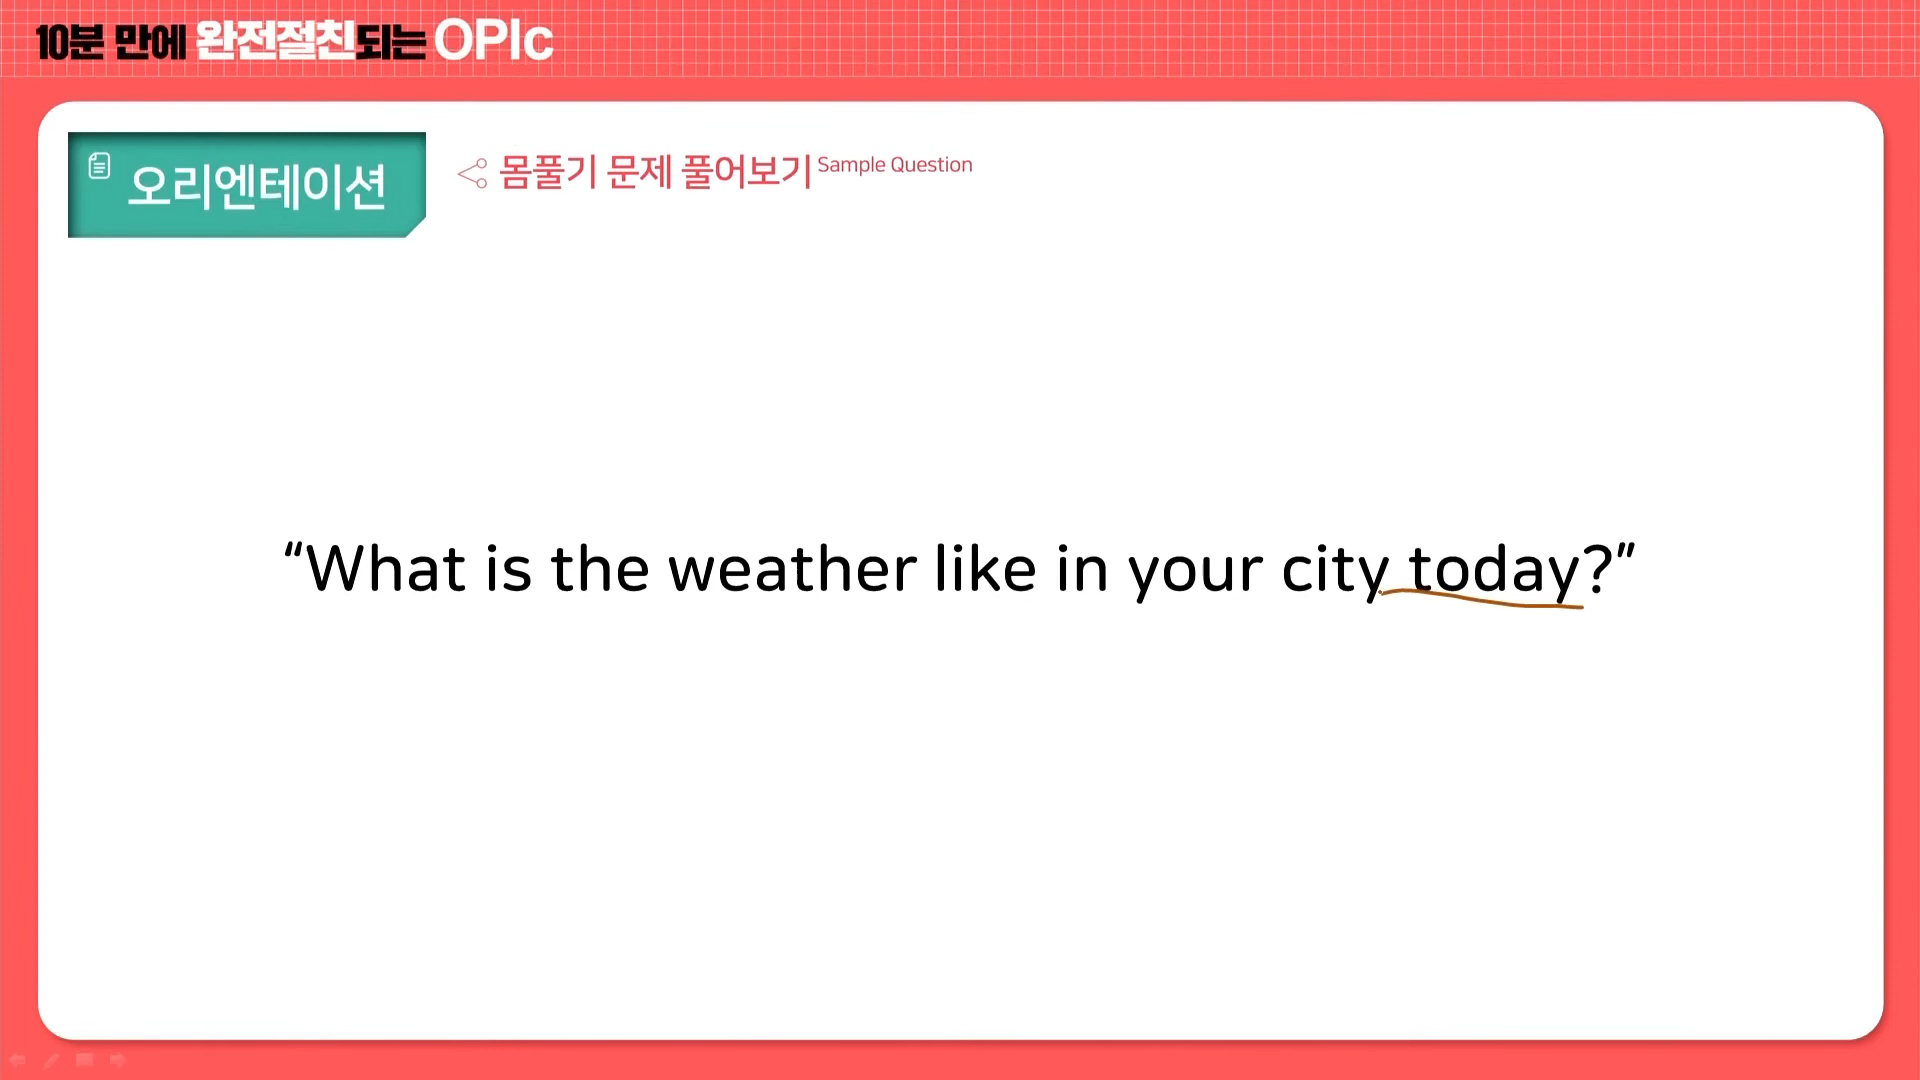 10분 만에 완전절친되는 OPIc
오리엔테이션
몸풀기 문제 풀어보기 Sample Question
“What is the weather like in your city today?”